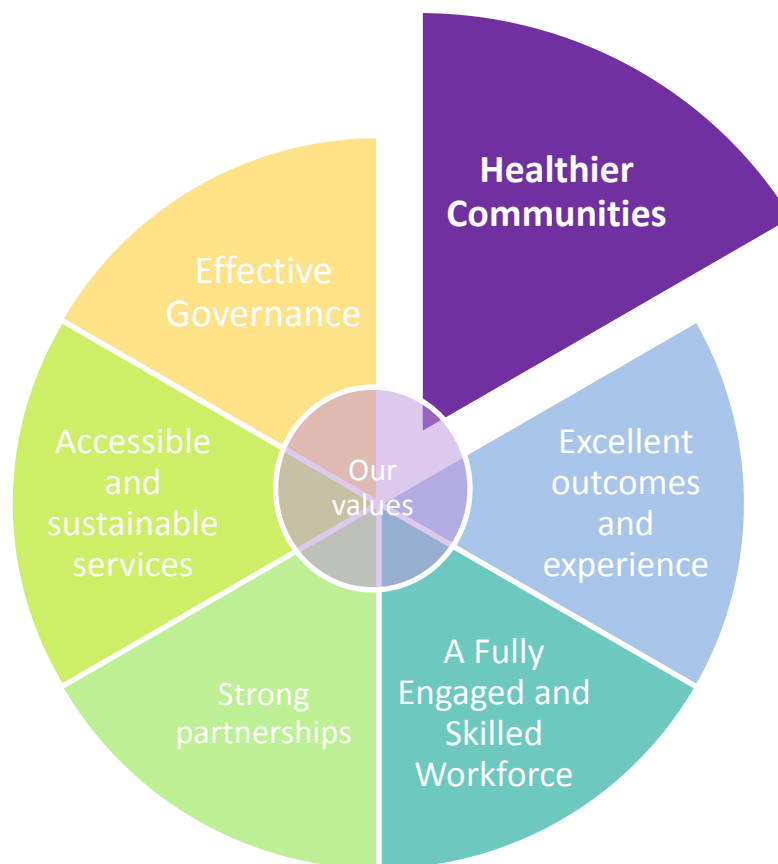 Healthier
Communities
Effective
Governance
Accessible
and
sustainable
services
Our
values
Excellent
outcomes
and
experience
Strong
partnerships
A Fully
Engaged and
Skilled
Workforce